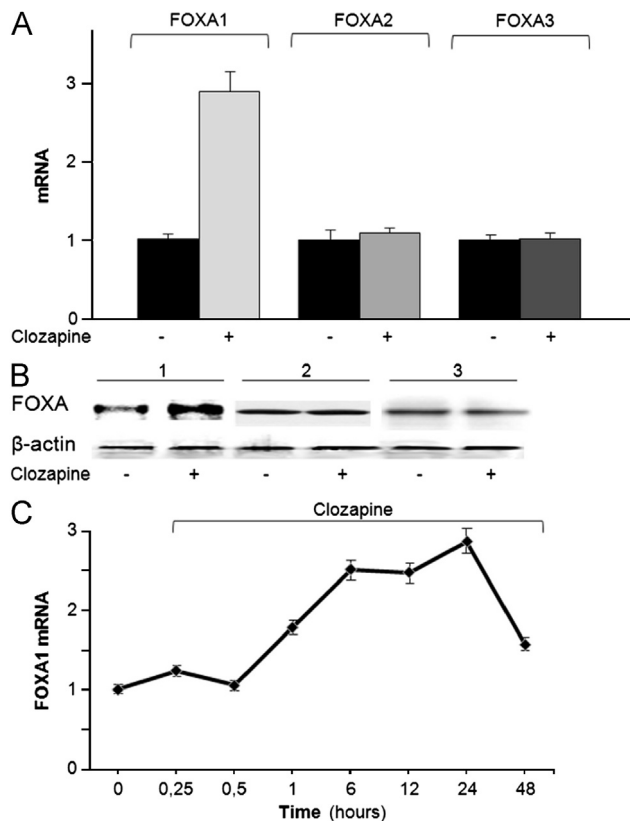 A
FOXA1 FOXA2 FOXA3
3
2
1
0
mRNA
Clozapine - + - + - +
B
1 2 3
FOXA
β-actin
Clozapine - + - + - +
C
Clozapine
3
2
1
0
FOXA1 mRNA
0 0,25 0,5 1 6 12 24 48
Time (hours)